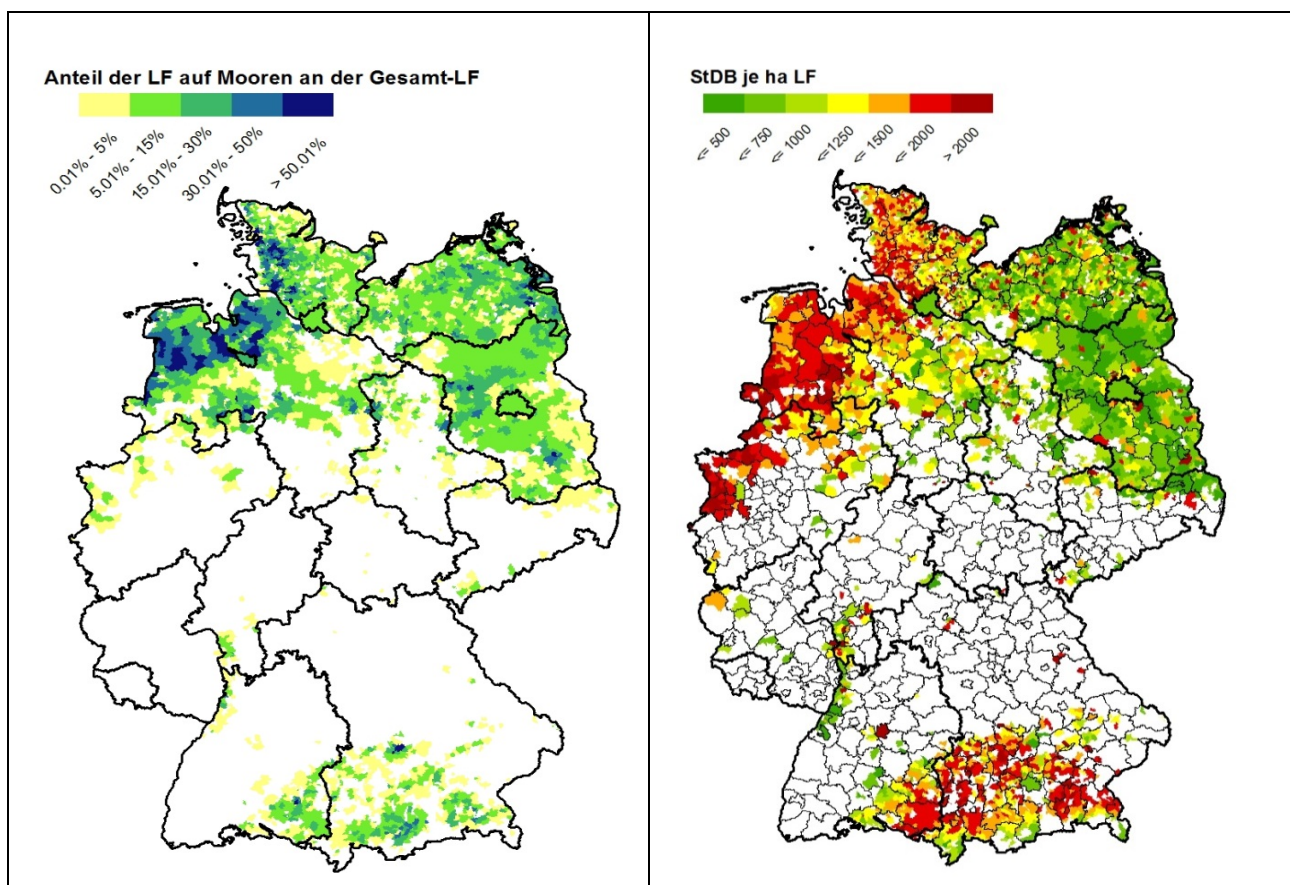 Anteil der LF auf Mooren an der Gesamt-LF
0.01% - 5%
5.01% - 15%
15.01% - 30%
30.01% - 50%
> 50.01%
StDB je ha LF
<= 500
<= 750
<= 1000
<=1250
<= 1500
<= 2000
> 2000